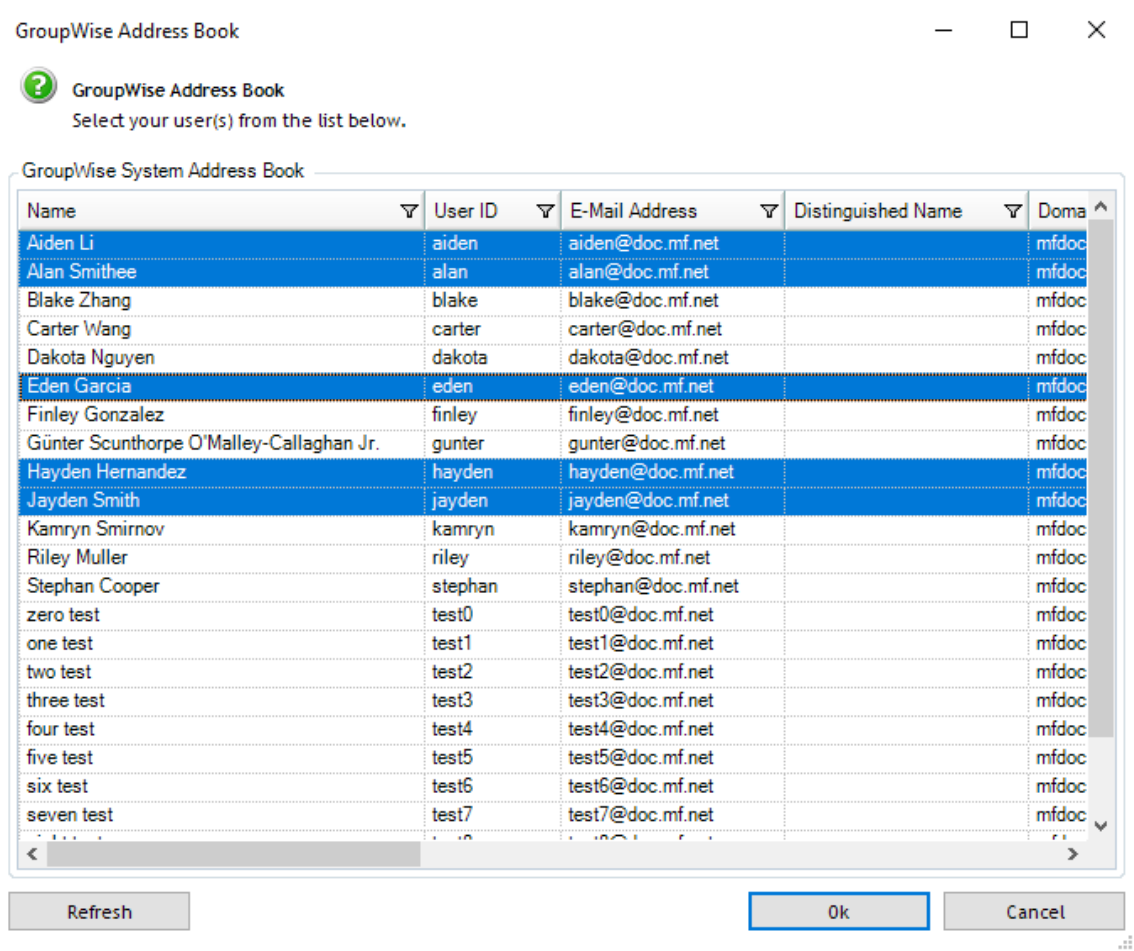 GroupWise Address Book
GroupWise Address Book
Select your user(s) from the list below.
GroupWise System Address Book
Name User ID E-Mail Address Distinguished Name Doma
Aiden Li aiden aiden@doc.mf.net mfdoc
Alan Smithee alan alan@doc.mf.net mfdoc
Blake Zhang blake blake@doc.mf.net mfdoc
Carter Wang carter carter@doc.mf.net mfdoc
Dakota Nguyen dakota dakota@doc.mf.net mfdoc
Eden Garcia eden eden@doc.mf.net mfdoc
Finley Gonzalez finley finley@doc.mf.net mfdoc
Günter Scunthorpe O'Malley-Callaghan Jr. gunter gunter@doc.mf.net mfdoc
Hayden Hernandez hayden hayden@doc.mf.net mfdoc
Jayden Smith jayden jayden@doc.mf.net mfdoc
Kamryn Smirnov kamryn kamryn@doc.mf.net mfdoc
Riley Muller riley riley@doc.mf.net mfdoc
Stephan Cooper stephan stephan@doc.mf.net mfdoc
zero test test0 test0@doc.mf.net mfdoc
one test test1 test1@doc.mf.net mfdoc
two test test2 test2@doc.mf.net mfdoc
three test test3 test3@doc.mf.net mfdoc
four test test4 test4@doc.mf.net mfdoc
five test test5 test5@doc.mf.net mfdoc
six test test6 test6@doc.mf.net mfdoc
seven test test7 test7@doc.mf.net mfdoc
Refresh Ok Cancel